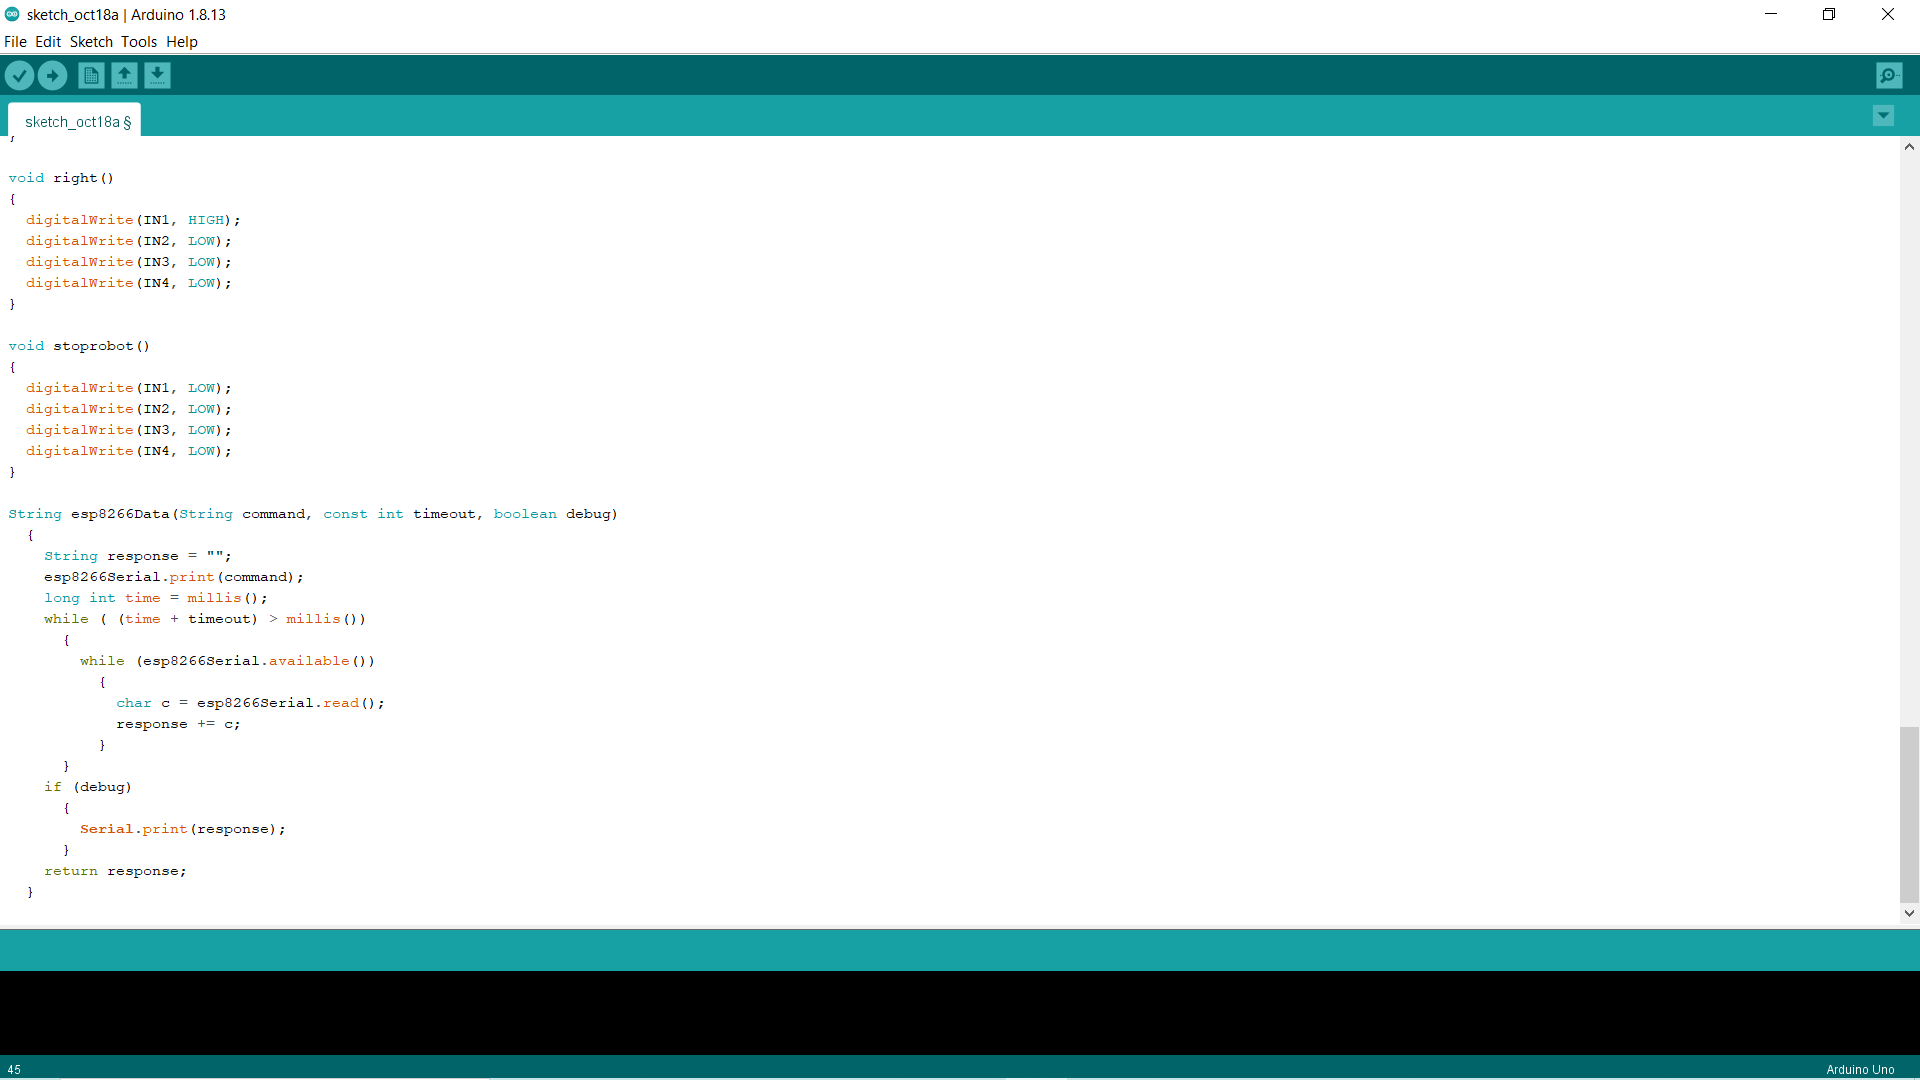 sketch_oct18a | Arduino 1.8.13
File Edit Sketch Tools Help
sketch_oct18a §
}
void right()
{
  digitalWrite(IN1, HIGH);
  digitalWrite(IN2, LOW);
  digitalWrite(IN3, LOW);
  digitalWrite(IN4, LOW);
}
void stoprobot()
{
  digitalWrite(IN1, LOW);
  digitalWrite(IN2, LOW);
  digitalWrite(IN3, LOW);
  digitalWrite(IN4, LOW);
}
String esp8266Data(String command, const int timeout, boolean debug)
  {
    String response = "";
    esp8266Serial.print(command);
    long int time = millis();
    while ( (time + timeout) > millis())
      {
        while (esp8266Serial.available())
          {
            char c = esp8266Serial.read();
            response += c;
          }
      }
    if (debug)
      {
        Serial.print(response);
      }
    return response;
  }
45
Arduino Uno